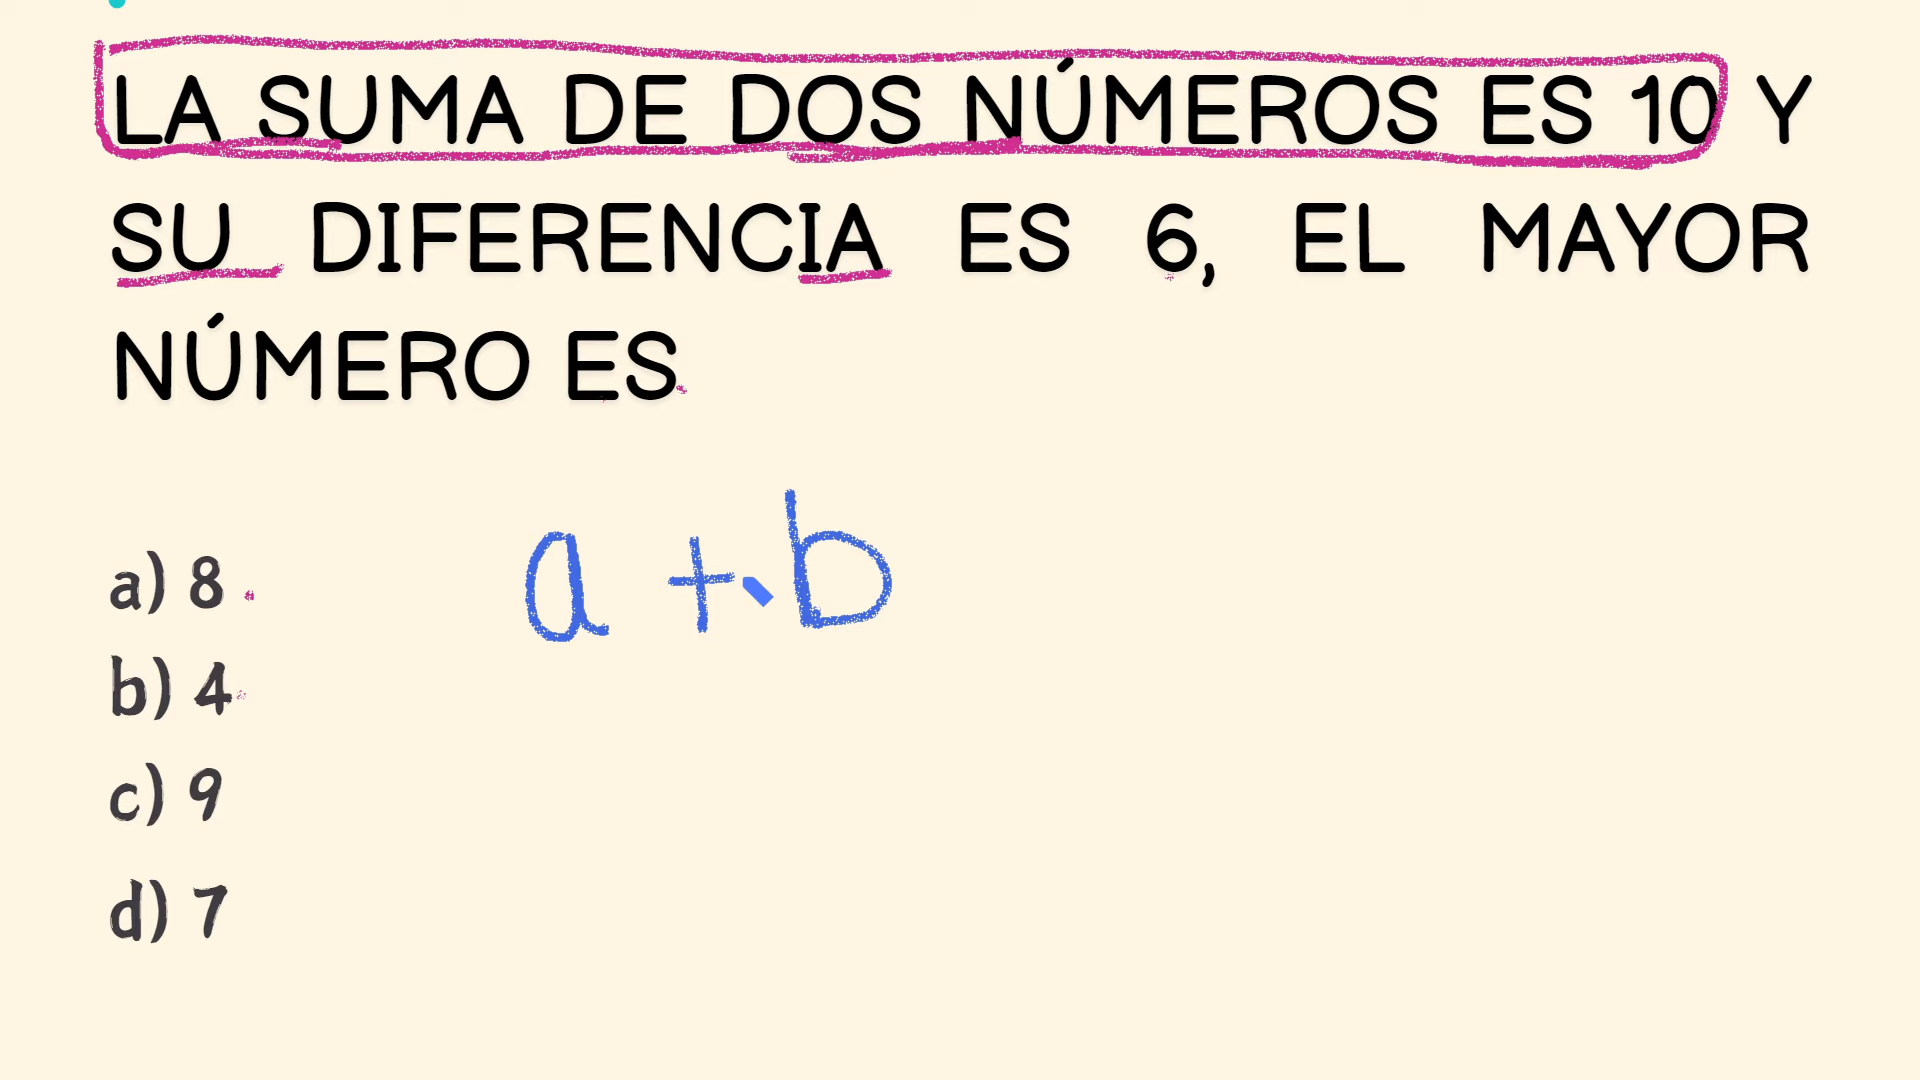 LA SUMA DE DOS NÚMEROS ES 10 Y
SU DIFERENCIA ES 6, EL MAYOR
NÚMERO ES
a) 8
a + b
b) 4
c) 9
d) 7